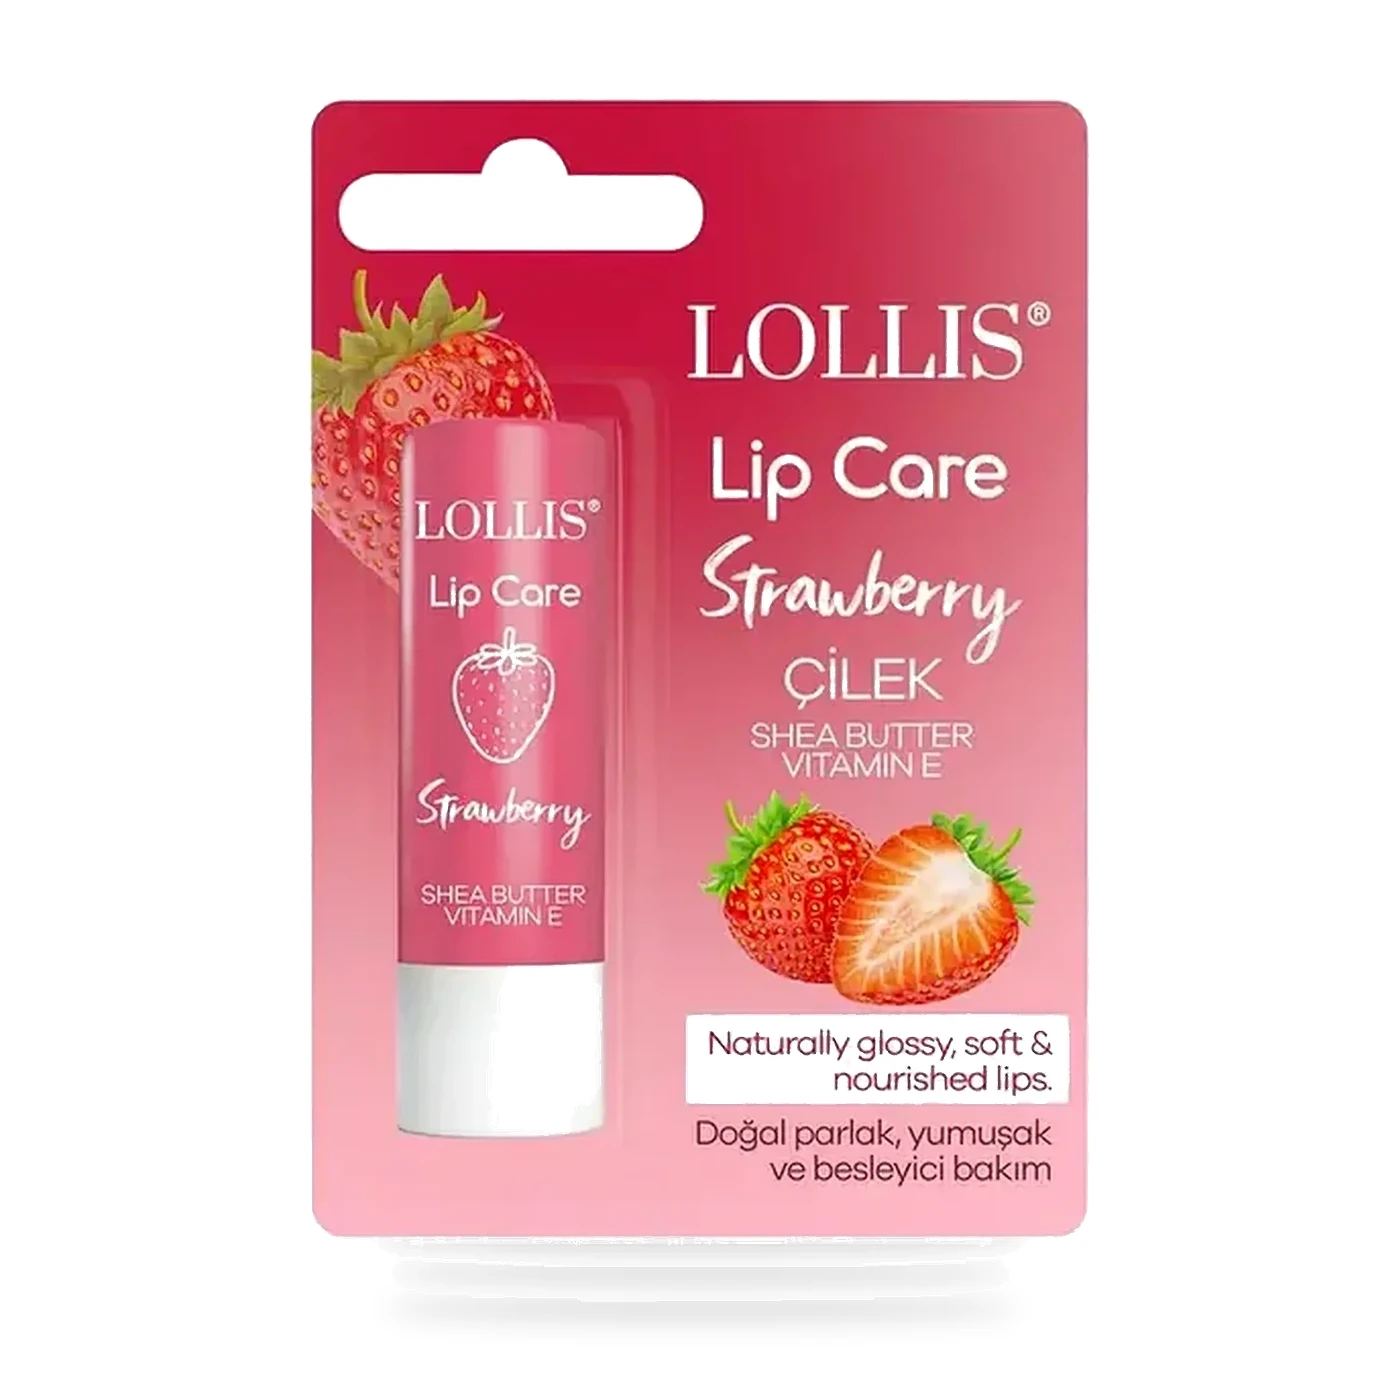 LOLLIS®
Lip Care
Strawberry
ÇİLEK
SHEA BUTTER
VITAMIN E
Naturally glossy, soft &
nourished lips.
Doğal parlak, yumuşak
ve besleyici bakım
LOLLIS®
Lip Care
Strawberry
SHEA BUTTER
VITAMIN E